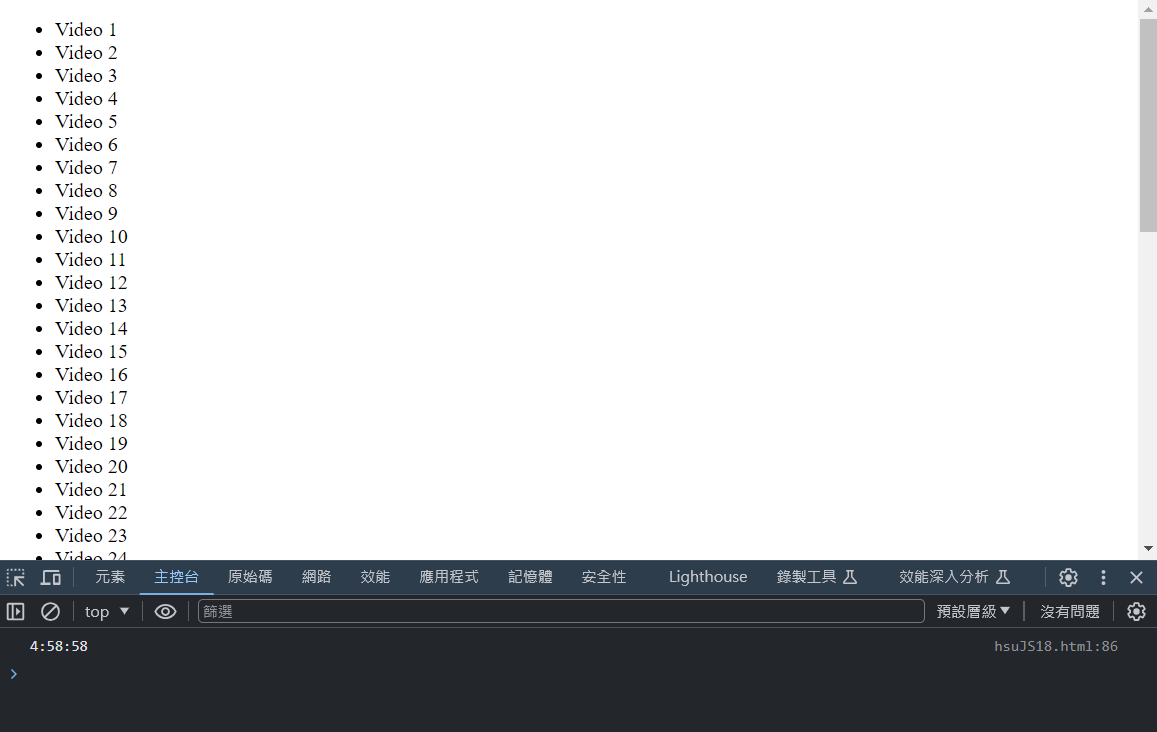 Video 1
Video 2
Video 3
Video 4
Video 5
Video 6
Video 7
Video 8
Video 9
Video 10
Video 11
Video 12
Video 13
Video 14
Video 15
Video 16
Video 17
Video 18
Video 19
Video 20
Video 21
Video 22
Video 23
Video 24
元素 主控台 原始碼 網路 效能 應用程式 記憶體 安全性 Lighthouse 錄製工具 效能深入分析
top 篩選 預設層級 沒有問題
4:58:58 hsuJS18.html:86